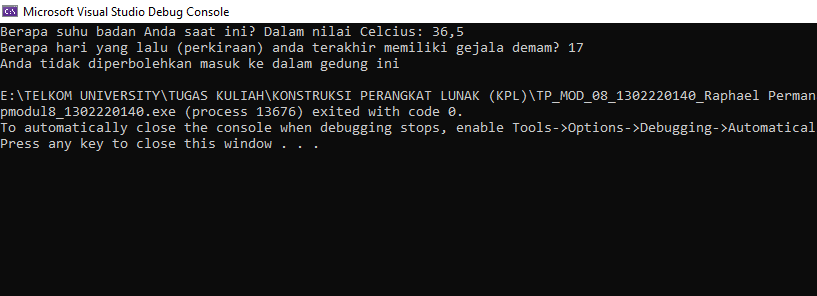 Microsoft Visual Studio Debug Console
Berapa suhu badan Anda saat ini? Dalam nilai Celcius: 36,5
Berapa hari yang lalu (perkiraan) anda terakhir memiliki gejala demam? 17
Anda tidak diperbolehkan masuk ke dalam gedung ini
E:\TELKOM UNIVERSITY\TUGAS KULIAH\KONSTRUKSI PERANGKAT LUNAK (KPL)\TP_MOD_08_1302220140_Raphael Perman
pmodul8_1302220140.exe (process 13676) exited with code 0.
To automatically close the console when debugging stops, enable Tools->Options->Debugging->Automatical
Press any key to close this window . . .